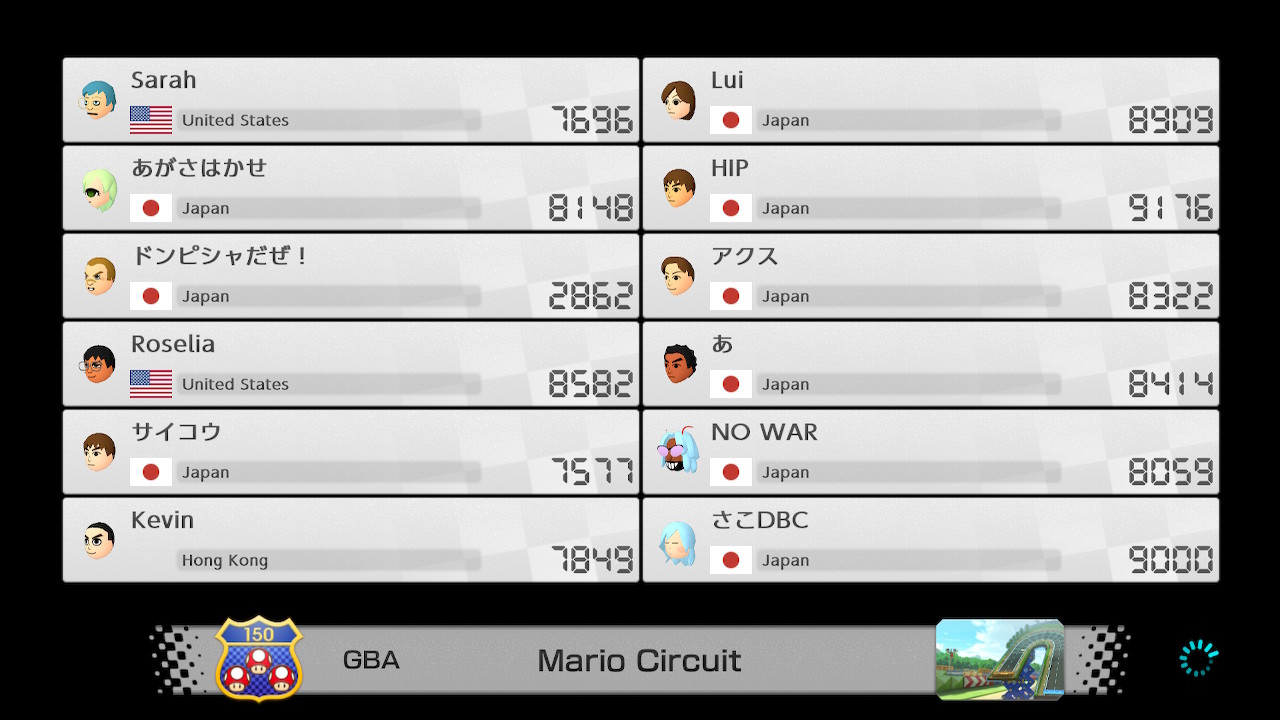 Sarah
United States
7696
あがさはかせ
Japan
8148
ドンピシャだぜ！
Japan
2862
Roselia
United States
8582
サイコウ
Japan
7577
Kevin
Hong Kong
7849
Lui
Japan
8909
HIP
Japan
9176
アクス
Japan
8322
あ
Japan
8414
NO WAR
Japan
8059
さこDBC
Japan
9000
150
GBA
Mario Circuit